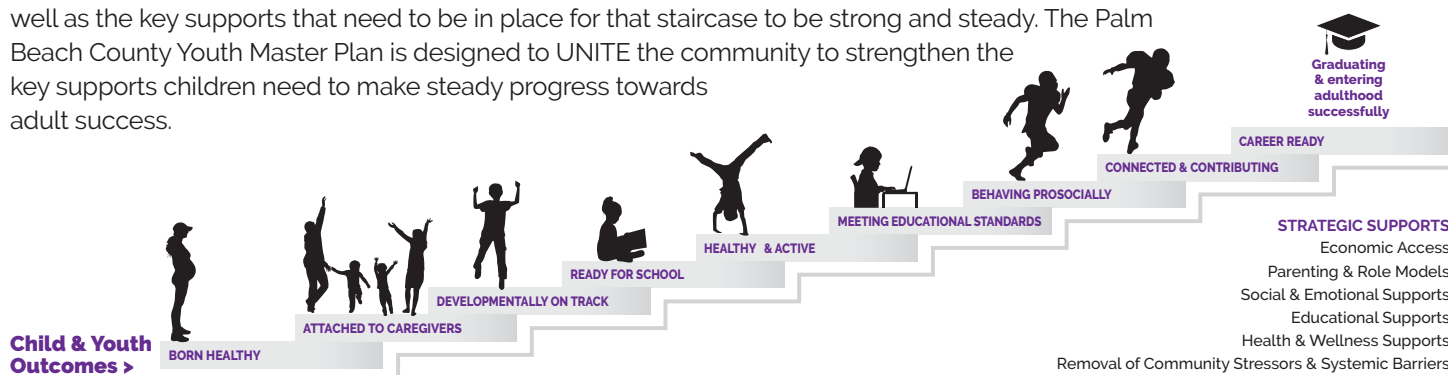 well as the key supports that need to be in place for that staircase to be strong and steady. The Palm
Beach County Youth Master Plan is designed to UNITE the community to strengthen the
key supports children need to make steady progress towards
adult success.
Graduating
& entering
adulthood
successfully
CAREER READY
CONNECTED & CONTRIBUTING
BEHAVING PROSOCIALLY
MEETING EDUCATIONAL STANDARDS
HEALTHY & ACTIVE
READY FOR SCHOOL
DEVELOPMENTALLY ON TRACK
ATTACHED TO CAREGIVERS
BORN HEALTHY
Child & Youth
Outcomes >
STRATEGIC SUPPORTS
Economic Access
Parenting & Role Models
Social & Emotional Supports
Educational Supports
Health & Wellness Supports
Removal of Community Stressors & Systemic Barriers